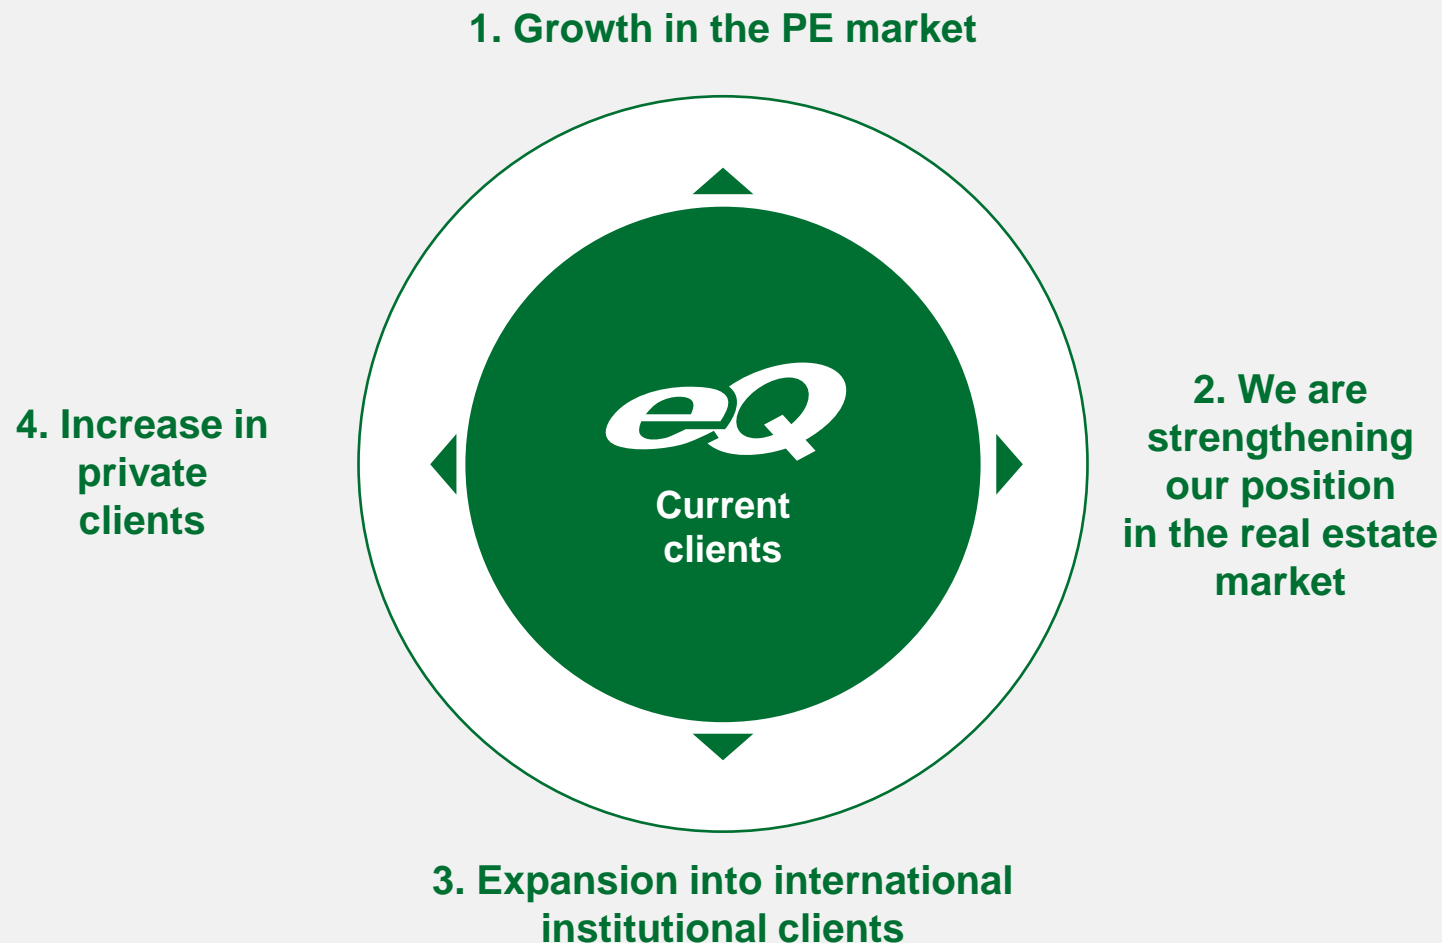 1. Growth in the PE market
eQ
Current
clients
2. We are
strengthening
our position
in the real estate
market
3. Expansion into international
institutional clients
4. Increase in
private
clients